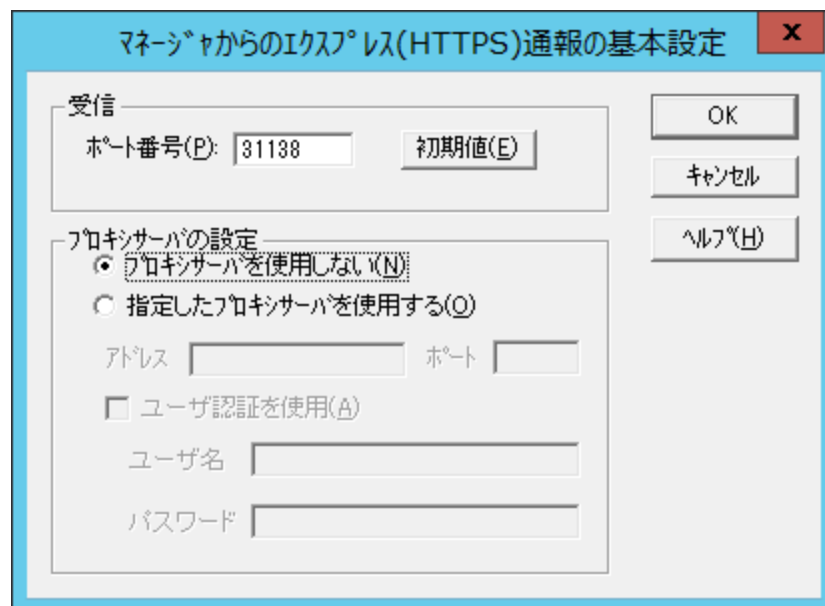 ﾏﾈｰｼﾞｬからのｴｸｽﾌﾟﾚｽ(HTTPS)通報の基本設定
x
受信
ﾎﾟｰﾄ番号(P): 31138 初期値(E)
OK
ｷｬﾝｾﾙ
ﾍﾙﾌﾟ(H)
ﾌﾟﾛｷｼｻｰﾊﾞの設定
ﾌﾟﾛｷｼｻｰﾊﾞを使用しない(N)
指定したﾌﾟﾛｷｼｻｰﾊﾞを使用する(O)
ｱﾄﾞﾚｽ ﾎﾟｰﾄ
ユーザ認証を使用(A)
ユーザ名
パスワード